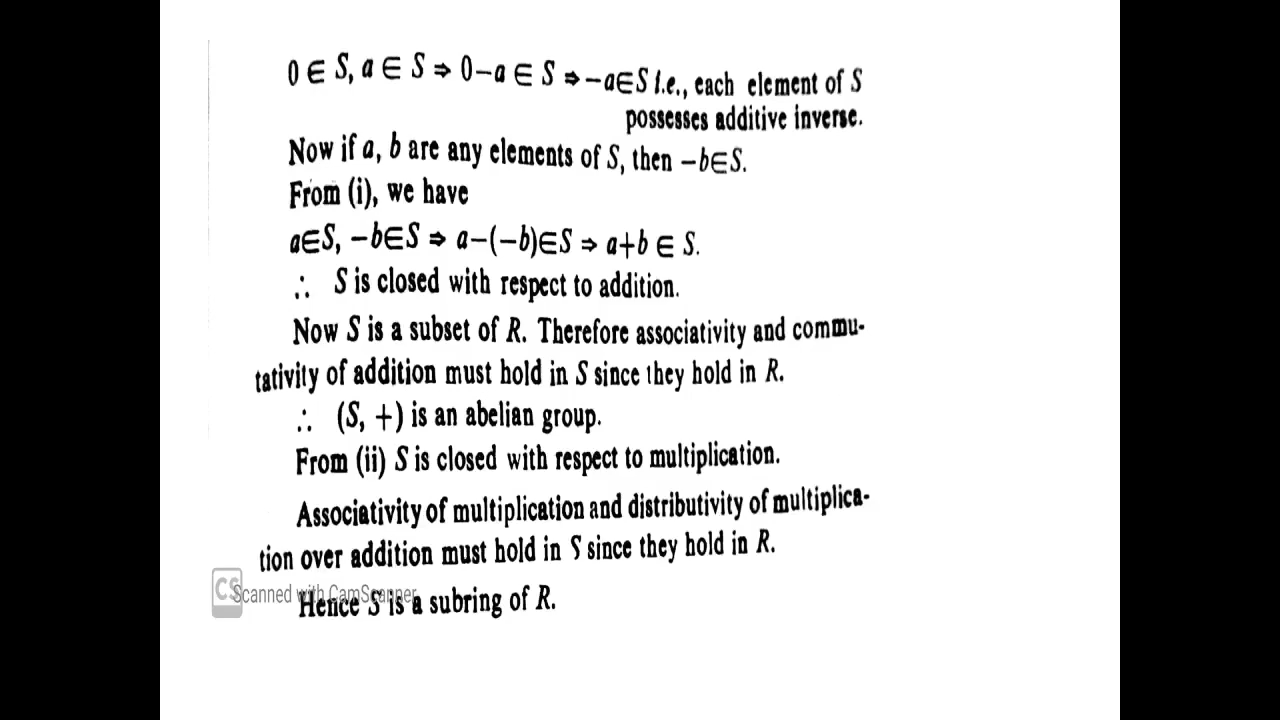 0 ∈ S, a ∈ S ⇒ 0−a ∈ S ⇒ −a∈S i.e., each element of S
possesses additive inverse.
Now if a, b are any elements of S, then −b∈S.
From (i), we have
a∈S, −b∈S ⇒ a−(−b)∈S ⇒ a+b ∈ S.
∴ S is closed with respect to addition.
Now S is a subset of R. Therefore associativity and commu-
tativity of addition must hold in S since they hold in R.
∴ (S, +) is an abelian group.
From (ii) S is closed with respect to multiplication.
Associativity of multiplication and distributivity of multiplica-
tion over addition must hold in S since they hold in R.
CS Scanned with CamScanner
Hence S is a subring of R.